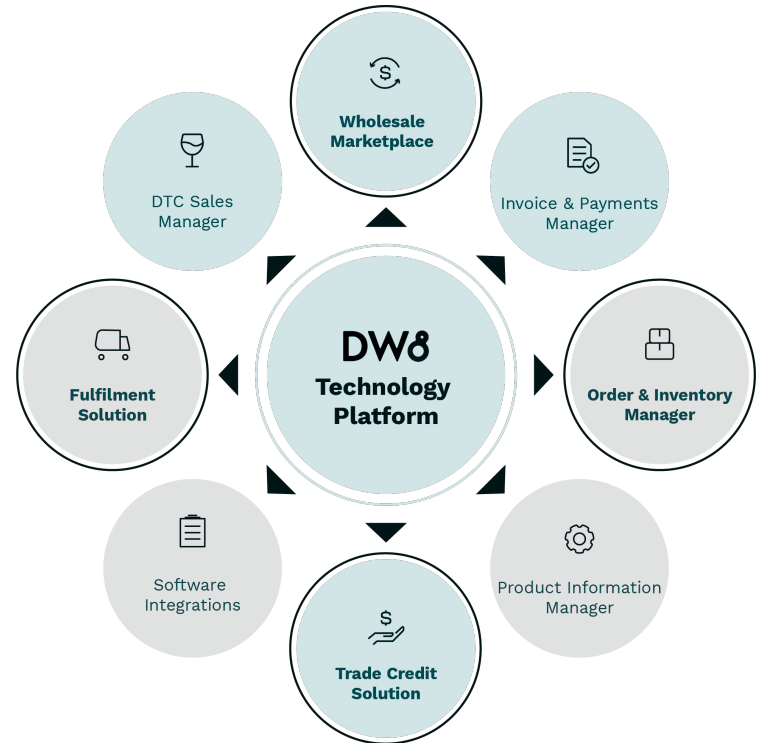 Wholesale
Marketplace
DTC Sales
Manager
Invoice & Payments
Manager
DW8
Technology
Platform
Fulfilment
Solution
Order & Inventory
Manager
Software
Integrations
Product Information
Manager
Trade Credit
Solution